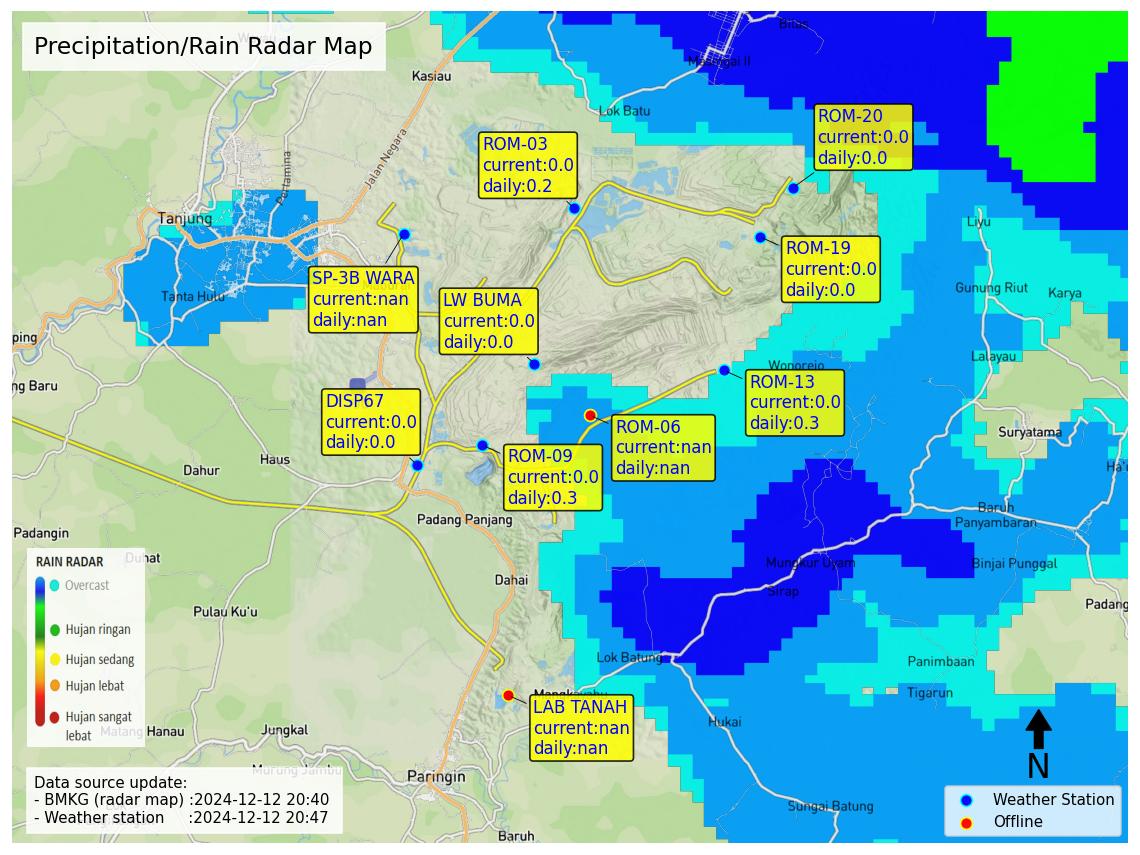 Precipitation/Rain Radar Map
Bilas
Masingai II
Kasiau
Lok Batu
ROM-20
current:0.0
daily:0.0
ROM-03
current:0.0
daily:0.2
Jalan Negara
Pertamina
Tanjung
Liyu
ROM-19
current:0.0
daily:0.0
SP-3B WARA
current:nan
daily:nan
LW BUMA
current:0.0
daily:0.0
Tanta Hulu
Gunung Riut
Karya
ping
Lalayau
Wonorejo
ng Baru
ROM-13
current:0.0
daily:0.3
DISP67
current:0.0
daily:0.0
ROM-06
current:nan
daily:nan
Suryatama
ROM-09
current:0.0
daily:0.3
Haus
Dahur
Padang Panjang
Baruh
Panyambaran
Padangin
Duhat
Mungkur Uyam
Binjai Punggal
Dahai
Sirap
Pulau Ku'u
Padang
RAIN RADAR
Overcast
Hujan ringan
Hujan sedang
Hujan lebat
Hujan sangat
lebat
Lok Batung
Panimbaan
Tigarun
LAB TANAH
current:nan
daily:nan
Hukai
Matang Hanau
Jungkal
Murung Jambu
Paringin
Sungai Batung
Baruh
N
Data source update:
- BMKG (radar map) :2024-12-12 20:40
- Weather station :2024-12-12 20:47
Weather Station
Offline